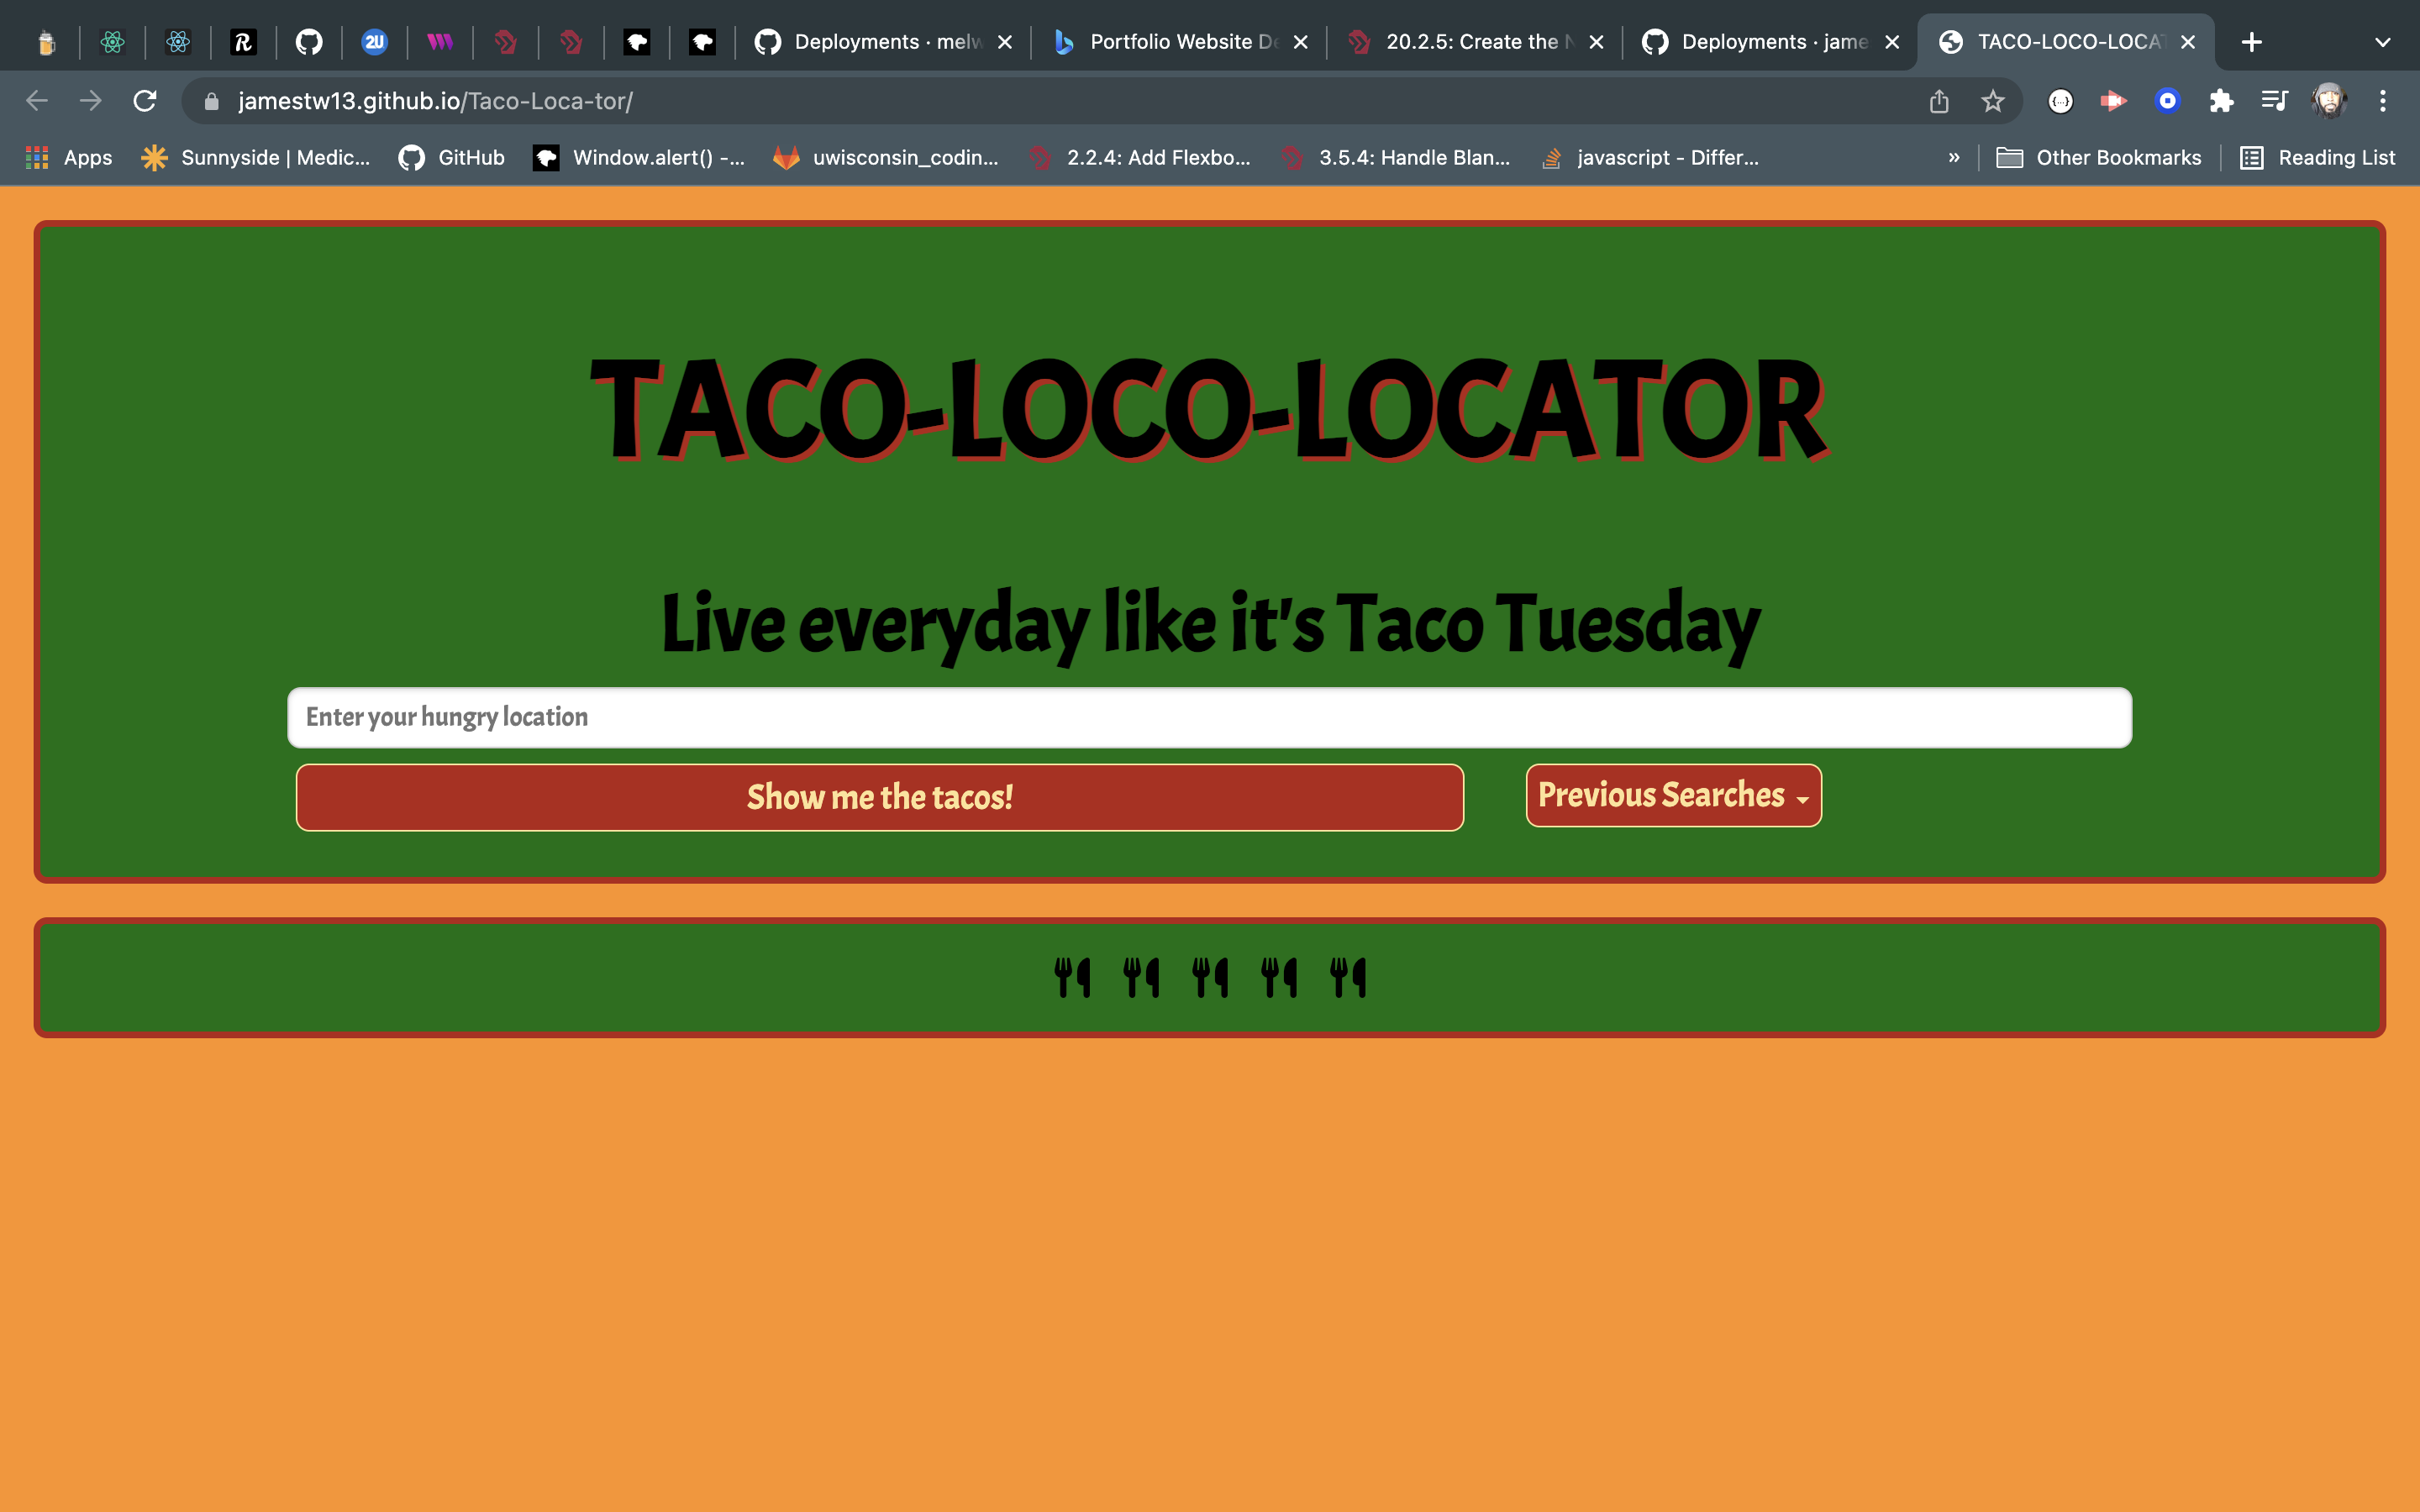 2U
Deployments · melw
Portfolio Website De
20.2.5: Create the N
Deployments · jame
TACO-LOCO-LOCAT
jamestw13.github.io/Taco-Loca-tor/
Apps
Sunnyside | Medic...
GitHub
Window.alert() -...
uwisconsin_codin...
2.2.4: Add Flexbo...
3.5.4: Handle Blan...
javascript - Differ...
»
Other Bookmarks
Reading List
TACO-LOCO-LOCATOR
Live everyday like it's Taco Tuesday
Enter your hungry location
Show me the tacos!
Previous Searches